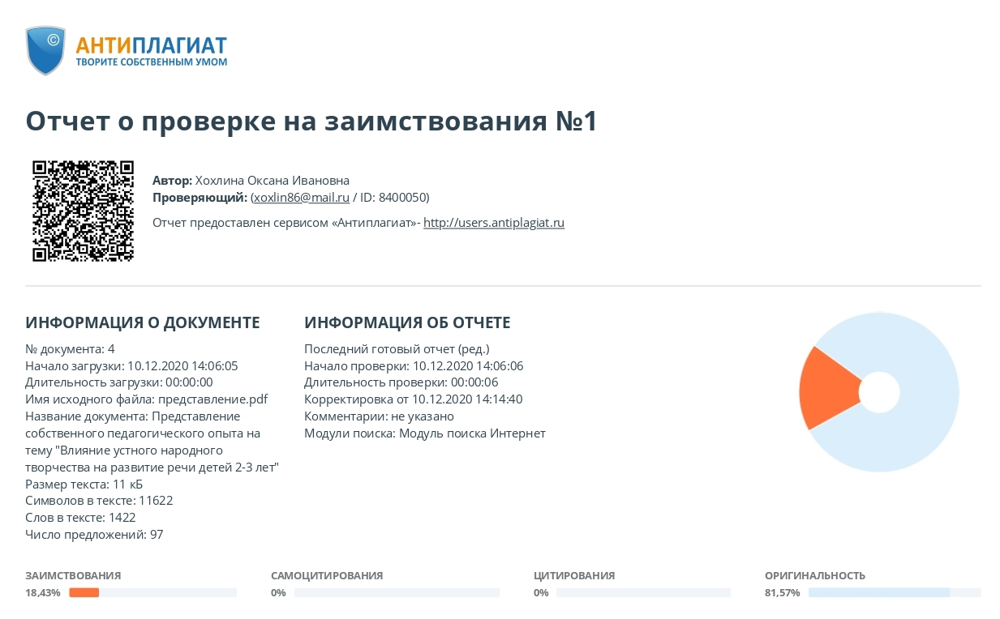 ©
АНТИПЛАГИАТ
ТВОРИТЕ СОБСТВЕННЫМ УМОМ
Отчет о проверке на заимствования №1
Автор: Хохлина Оксана Ивановна
Проверяющий: (xoxlin86@mail.ru / ID: 8400050)
Отчет предоставлен сервисом «Антиплагиат»- http://users.antiplagiat.ru
ИНФОРМАЦИЯ О ДОКУМЕНТЕ
№ документа: 4
Начало загрузки: 10.12.2020 14:06:05
Длительность загрузки: 00:00:00
Имя исходного файла: представление.pdf
Название документа: Представление
собственного педагогического опыта на
тему "Влияние устного народного
творчества на развитие речи детей 2-3 лет"
Размер текста: 11 кБ
Символов в тексте: 11622
Слов в тексте: 1422
Число предложений: 97
ИНФОРМАЦИЯ ОБ ОТЧЕТЕ
Последний готовый отчет (ред.)
Начало проверки: 10.12.2020 14:06:06
Длительность проверки: 00:00:06
Корректировка от 10.12.2020 14:14:40
Комментарии: не указано
Модули поиска: Модуль поиска Интернет
ЗАИМСТВОВАНИЯ
18,43%
САМОЦИТИРОВАНИЯ
0%
ЦИТИРОВАНИЯ
0%
ОРИГИНАЛЬНОСТЬ
81,57%